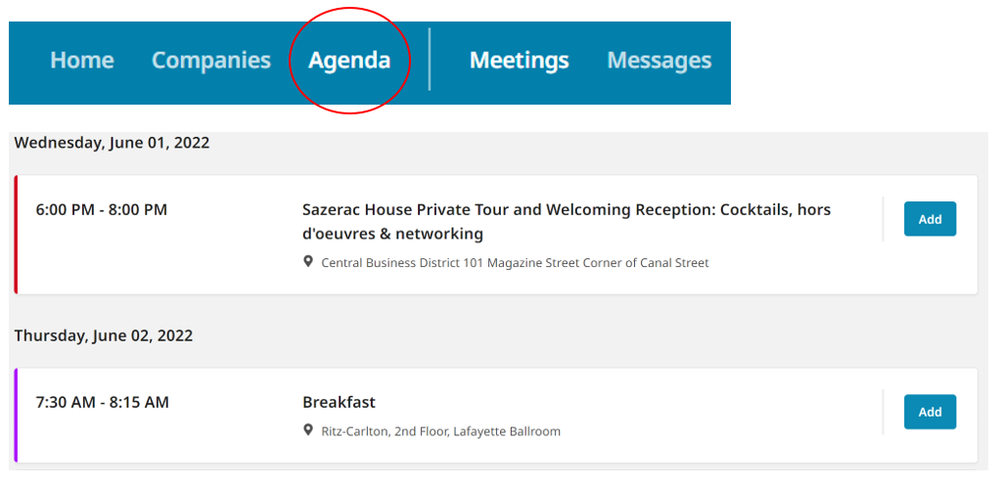 Home Companies Agenda Meetings Messages
Wednesday, June 01, 2022
6:00 PM - 8:00 PM
Sazerac House Private Tour and Welcoming Reception: Cocktails, hors
d'oeuvres & networking
Central Business District 101 Magazine Street Corner of Canal Street
Add
Thursday, June 02, 2022
7:30 AM - 8:15 AM
Breakfast
Ritz-Carlton, 2nd Floor, Lafayette Ballroom
Add